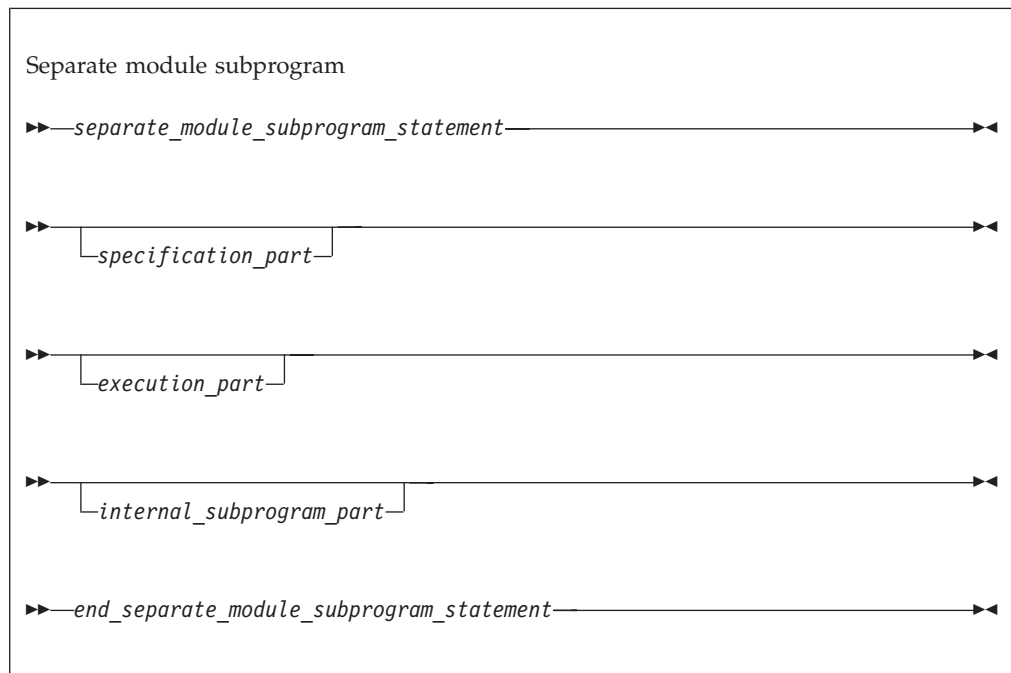 Separate module subprogram
separate_module_subprogram_statement
specification_part
execution_part
internal_subprogram_part
end_separate_module_subprogram_statement